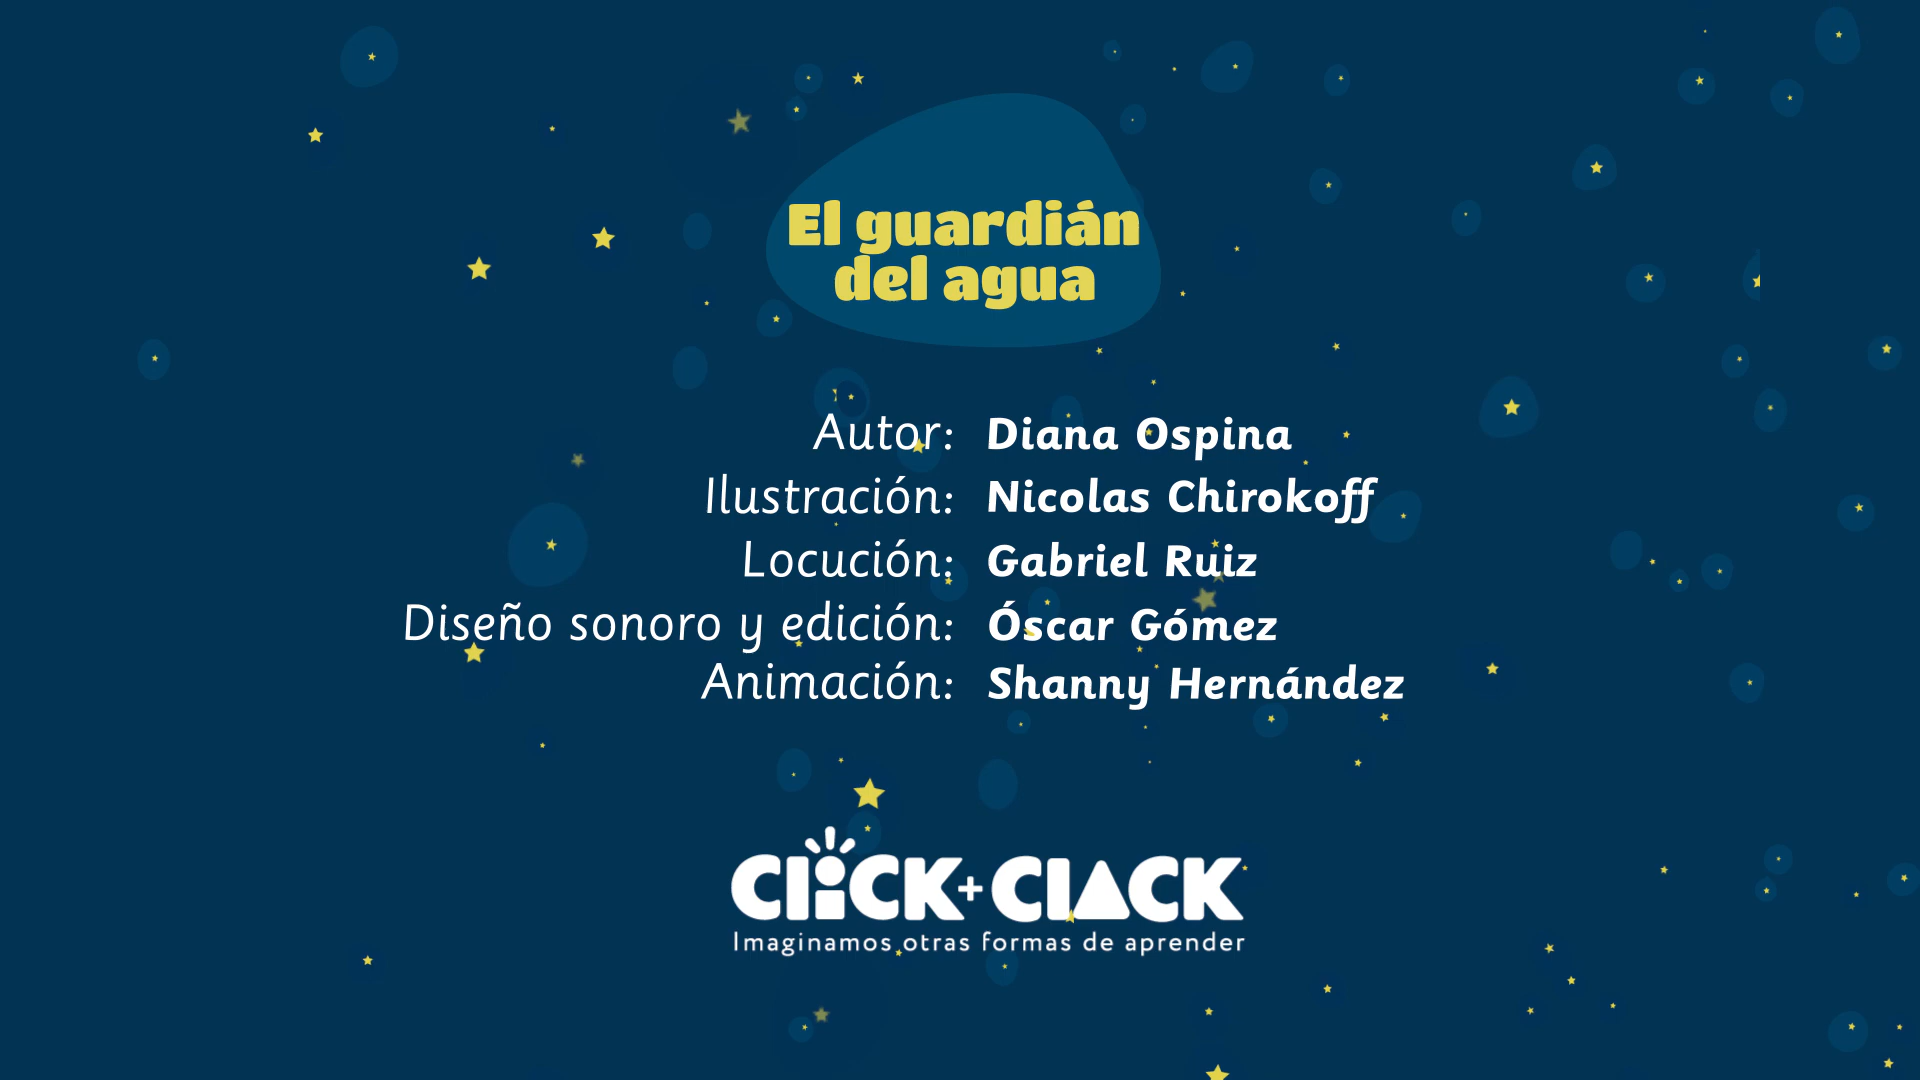 El guardián
del agua
Autor: Diana Ospina
Ilustración: Nicolas Chirokoff
Locución: Gabriel Ruiz
Diseño sonoro y edición: Óscar Gómez
Animación: Shanny Hernández
CliCK+ClACK
Imaginamos otras formas de aprender